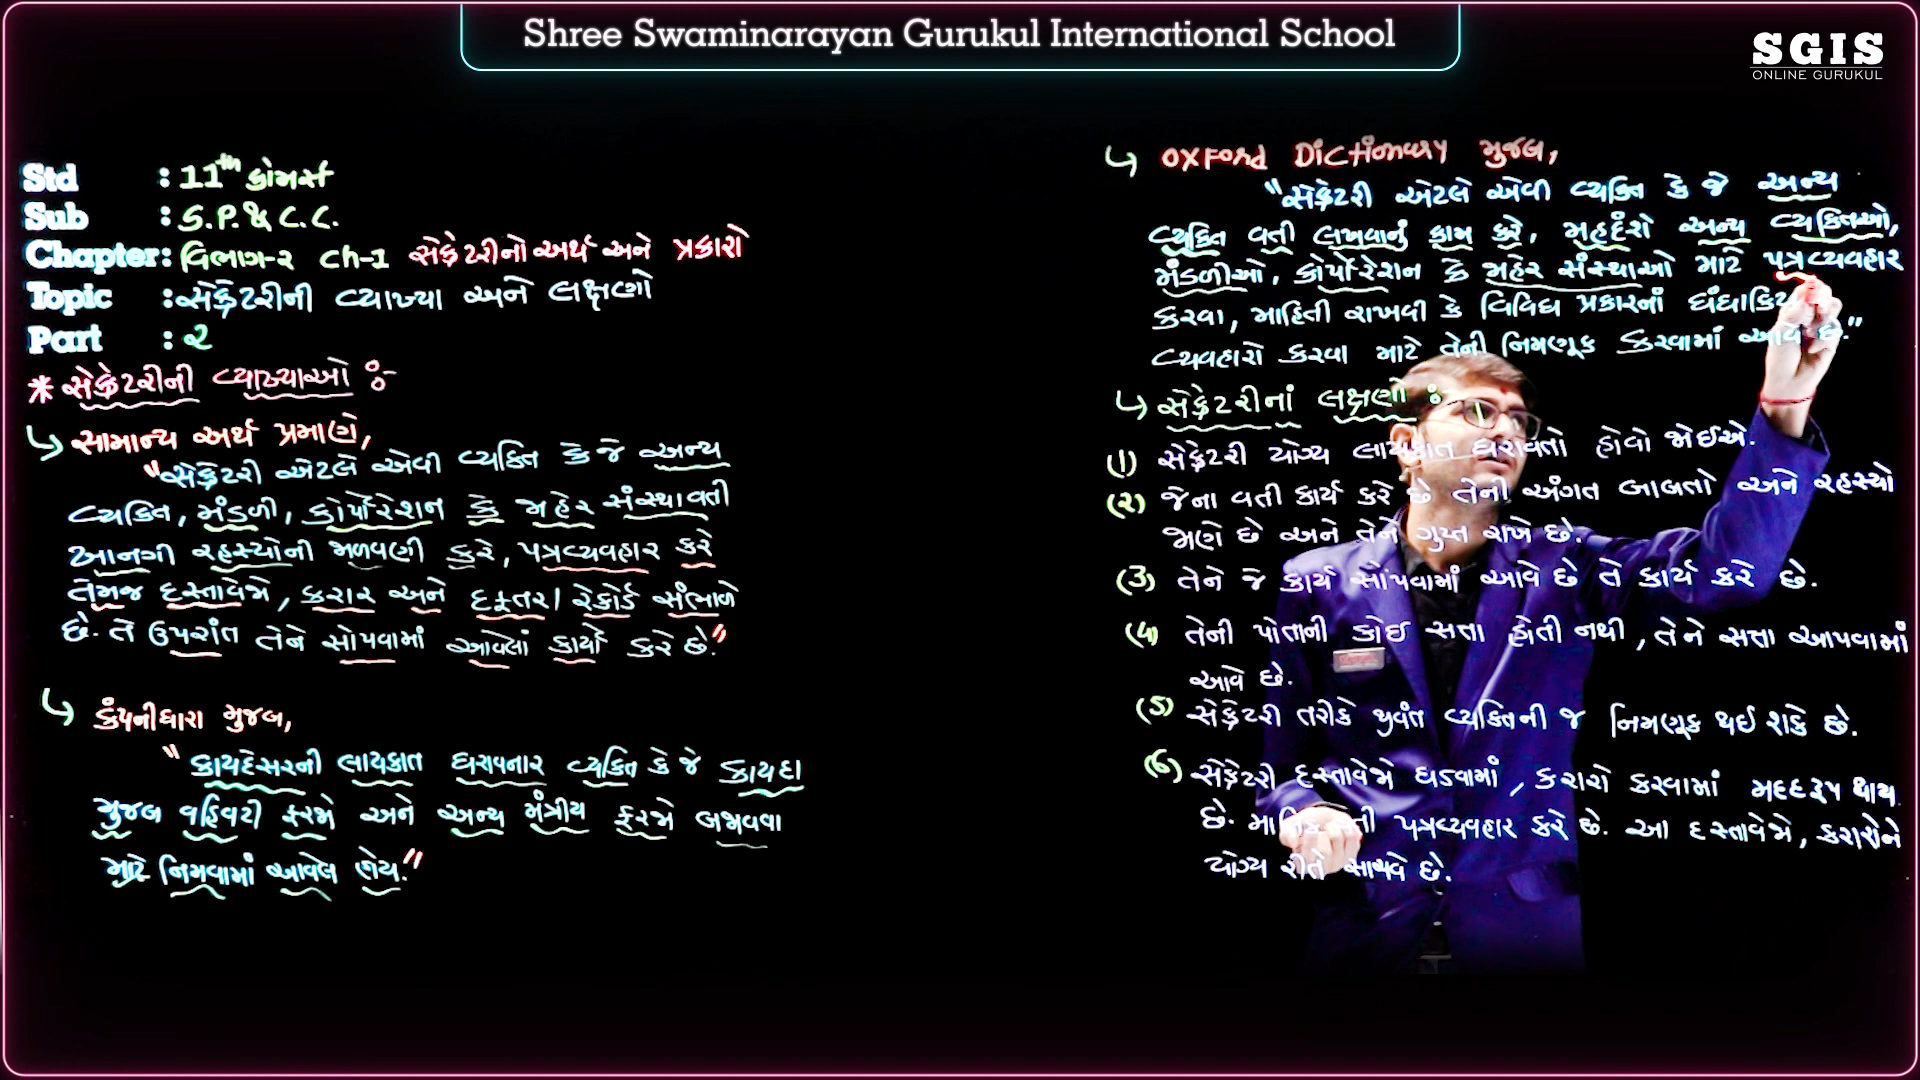 Shree Swaminarayan Gurukul International School
SGIS
ONLINE GURUKUL
Std : 11th કોમર્સ
Sub : S.P. & C.C.
Chapter: વિભાગ-૨ ch-1 સેક્રેટરીનો અર્થ અને પ્રકારો
Topic : સેક્રેટરીની વ્યાખ્યા અને લક્ષણો
Part : ૨
* સેક્રેટરીની વ્યાખ્યાઓ :-
↳ સામાન્ય અર્થ પ્રમાણે,
"સેક્રેટરી એટલે એવી વ્યક્તિ કે જે અન્ય
વ્યક્તિ, મંડળી, કોર્પોરેશન કે જાહેર સંસ્થાવતી
ખાનગી રહસ્યોની જાળવણી કરે, પત્રવ્યવહાર કરે
તેમજ દસ્તાવેજો, કરાર અને દફતર/રેકોર્ડ સંભાળે
છે. તે ઉપરાંત તેને સોંપવામાં આવેલાં કાર્યો કરે છે."
↳ કંપનીધારા મુજબ,
"કાયદેસરની લાયકાત ધરાવનાર વ્યક્તિ કે જે કાયદા
મુજબ વહિવટી ફરજો અને અન્ય મંત્રીય ફરજો બજાવવા
માટે નિમવામાં આવેલ હોય."
↳ OXFord Dictionary મુજબ,
"સેક્રેટરી એટલે એવી વ્યક્તિ કે જે અન્ય
વ્યક્તિ વતી લખવાનું કામ કરે, અન્ય વ્યક્તિઓ,
મંડળીઓ, કોર્પોરેશન કે જાહેર સંસ્થાઓ માટે પત્રવ્યવહાર
કરવા, માહિતી રાખવી કે વિવિધ પ્રકારનાં
વ્યવહારો કરવા માટે તેની નિમણૂક કરવામાં આવે છે."
↳ સેક્રેટરીનાં લક્ષણો :
(1) સેક્રેટરી યોગ્ય લાયકાત ધરાવતો હોવો જોઈએ.
(૨) જેના વતી કાર્ય કરે છે તેની અંગત બાબતો અને રહસ્યો
જાણે છે અને તેને ગુપ્ત રાખે છે.
(3) તેને જે કાર્ય સોંપવામાં આવે છે તે કાર્ય કરે છે.
(4) તેની પોતાની કોઈ સત્તા હોતી નથી, તેને સત્તા આપવામાં
આવે છે.
(5) સેક્રેટરી તરીકે જીવંત વ્યક્તિની જ નિમણૂક થઈ શકે છે.
(6) સેક્રેટરી દસ્તાવેજો ઘડવામાં, કરારો કરવામાં મદદરૂપ થાય
છે. માલિક વતી પત્રવ્યવહાર કરે છે. આ દસ્તાવેજો, કરારોને
યોગ્ય રીતે સાચવે છે.